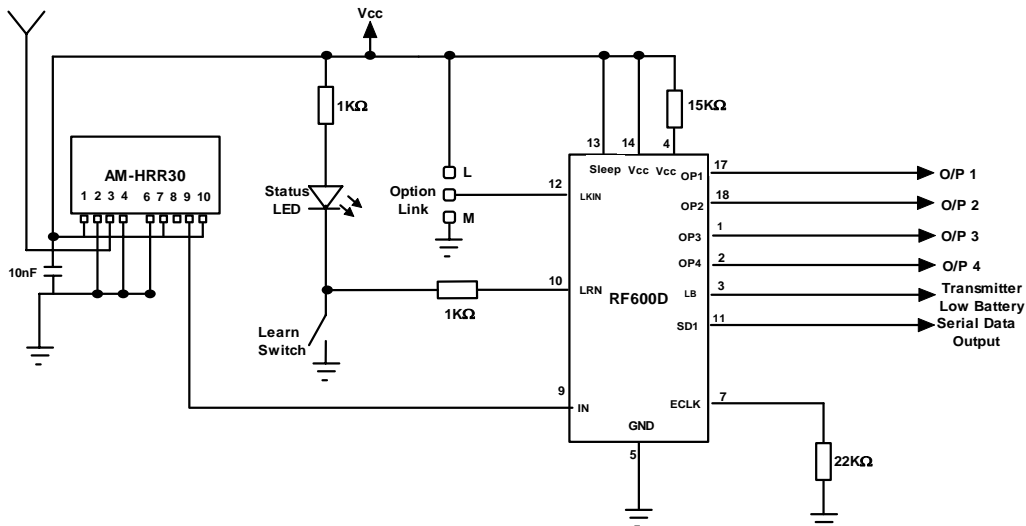 Vcc
1KΩ
15KΩ
13
14
4
AM-HRR30
1 2 3 4 6 7 8 9 10
Sleep Vcc Vcc
OP1
17
O/P 1
Status
LED
Option
Link
L
M
12
LKIN
OP2
18
O/P 2
OP3
1
O/P 3
OP4
2
O/P 4
10nF
10
LRN
RF600D
LB
3
Transmitter
Low Battery
1KΩ
SD1
11
Serial Data
Output
Learn
Switch
9
IN
ECLK
7
GND
5
22KΩ